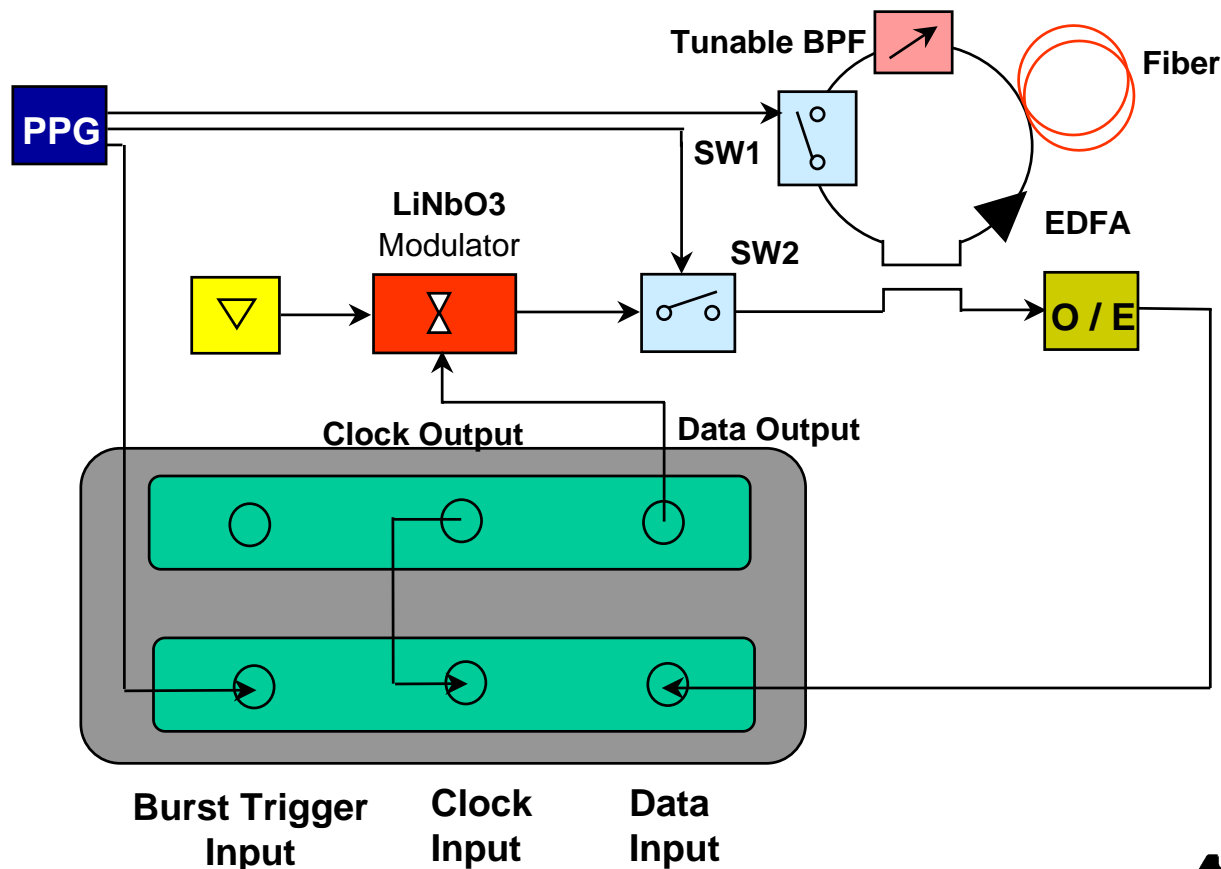 Tunable BPF
Fiber
PPG
SW1
LiNbO3
Modulator
SW2
EDFA
O / E
Clock Output
Data Output
Burst Trigger
Input
Clock
Input
Data
Input